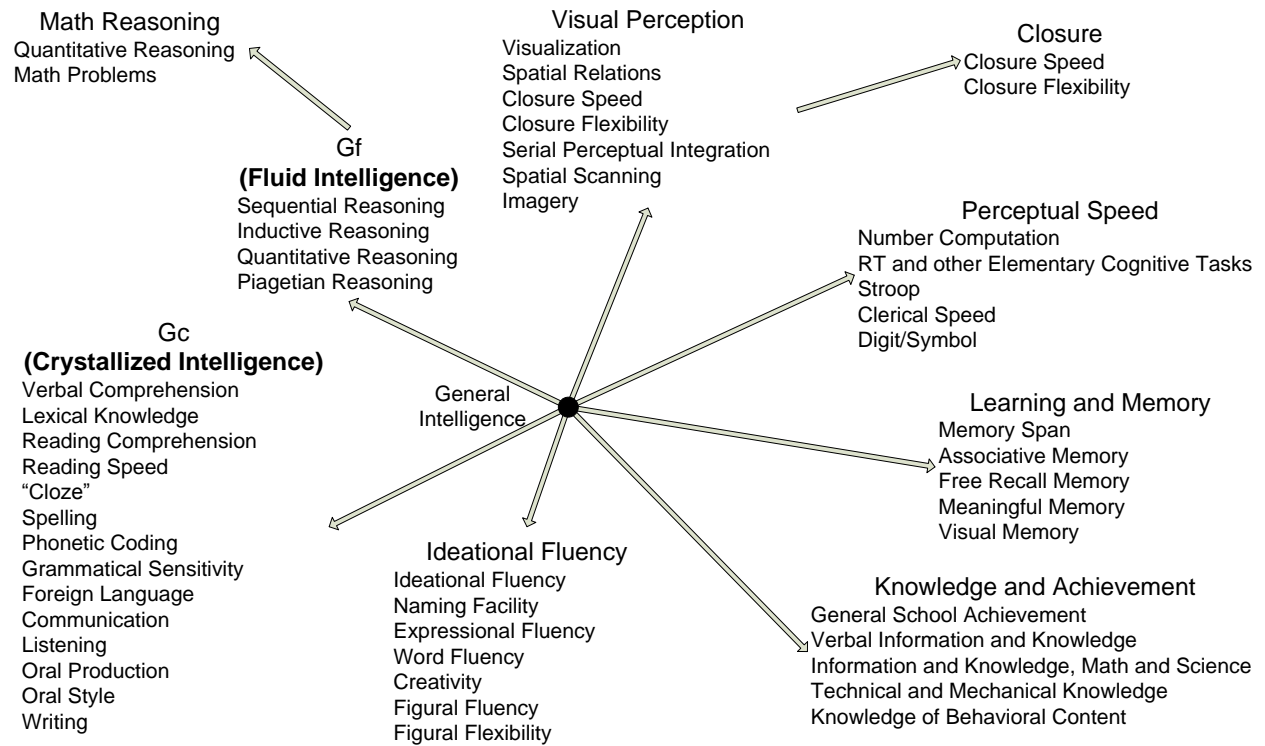 Math Reasoning
Quantitative Reasoning
Math Problems
Visual Perception
Visualization
Spatial Relations
Closure Speed
Closure Flexibility
Serial Perceptual Integration
Spatial Scanning
Imagery
Closure
Closure Speed
Closure Flexibility
Gf
(Fluid Intelligence)
Sequential Reasoning
Inductive Reasoning
Quantitative Reasoning
Piagetian Reasoning
Perceptual Speed
Number Computation
RT and other Elementary Cognitive Tasks
Stroop
Clerical Speed
Digit/Symbol
Gc
(Crystallized Intelligence)
Verbal Comprehension
Lexical Knowledge
Reading Comprehension
Reading Speed
“Cloze”
Spelling
Phonetic Coding
Grammatical Sensitivity
Foreign Language
Communication
Listening
Oral Production
Oral Style
Writing
General
Intelligence
Learning and Memory
Memory Span
Associative Memory
Free Recall Memory
Meaningful Memory
Visual Memory
Ideational Fluency
Ideational Fluency
Naming Facility
Expressional Fluency
Word Fluency
Creativity
Figural Fluency
Figural Flexibility
Knowledge and Achievement
General School Achievement
Verbal Information and Knowledge
Information and Knowledge, Math and Science
Technical and Mechanical Knowledge
Knowledge of Behavioral Content